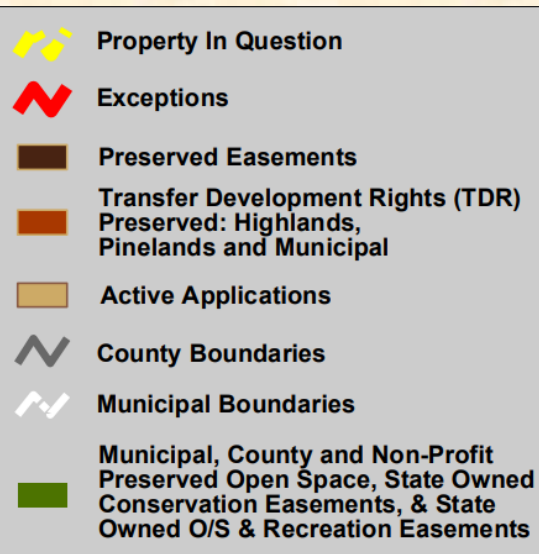 Property In Question
Exceptions
Preserved Easements
Transfer Development Rights (TDR)
Preserved: Highlands,
Pinelands and Municipal
Active Applications
County Boundaries
Municipal Boundaries
Municipal, County and Non-Profit
Preserved Open Space, State Owned
Conservation Easements, & State
Owned O/S & Recreation Easements